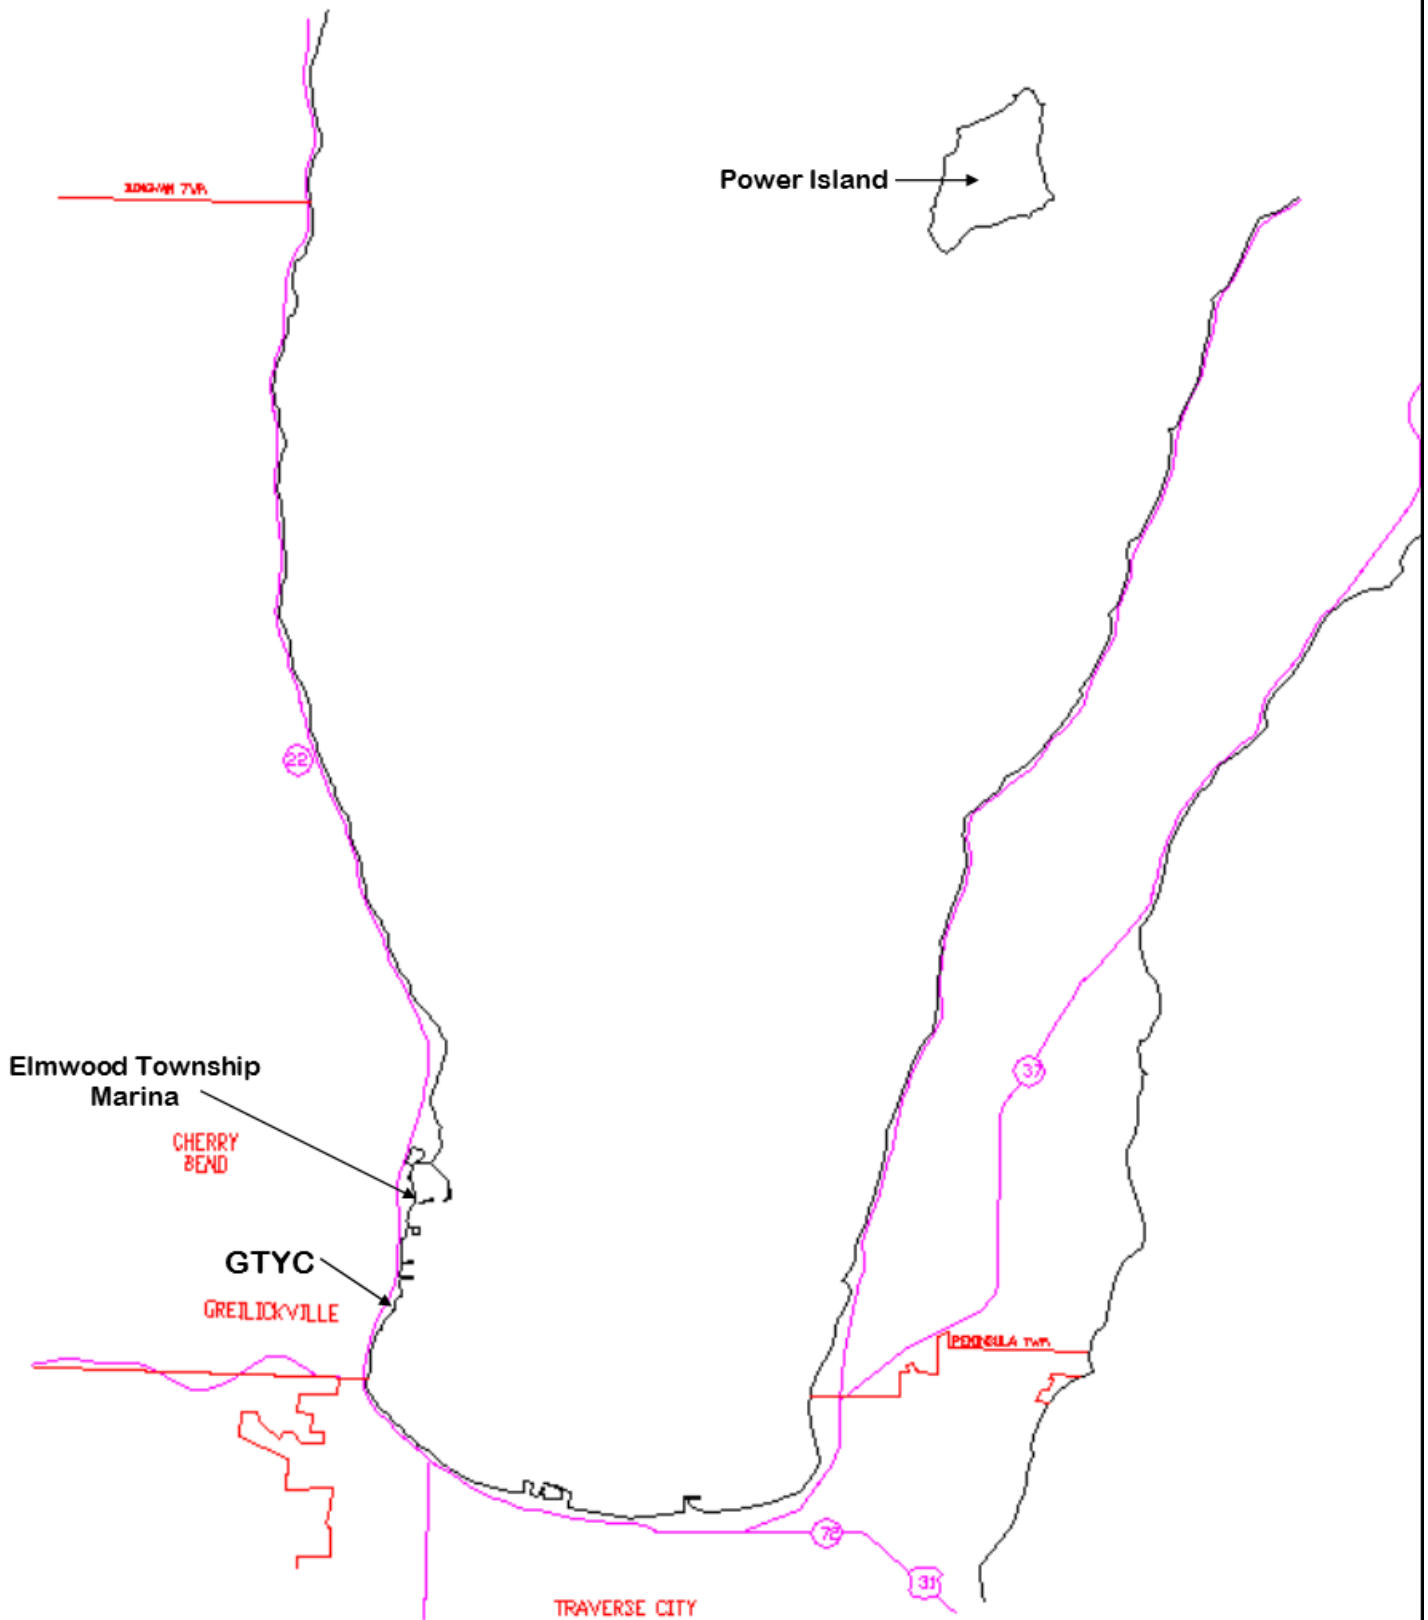 Power Island
22
Elmwood Township
Marina
37
CHERRY
BEND
GTYC
GREILICKVILLE
PENINSULA TWP.
72
31
TRAVERSE CITY